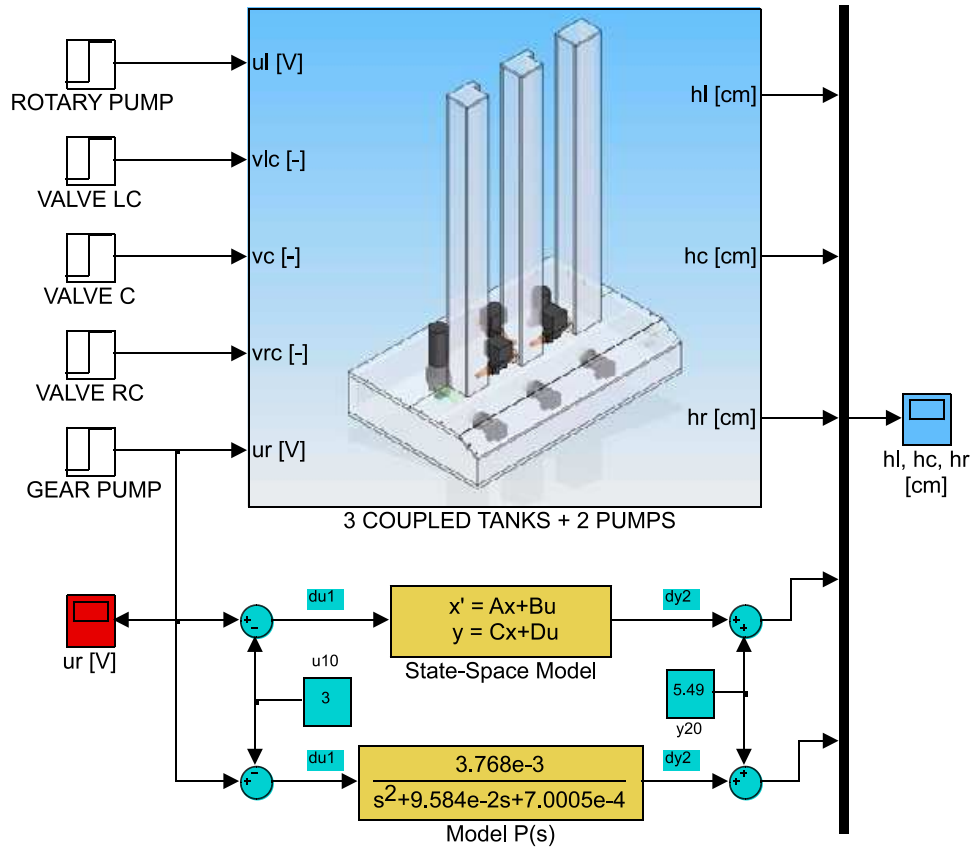 ROTARY PUMP
VALVE LC
VALVE C
VALVE RC
GEAR PUMP
ul [V]
vlc [-]
vc [-]
vrc [-]
ur [V]
hl [cm]
hc [cm]
hr [cm]
3 COUPLED TANKS + 2 PUMPS
hl, hc, hr
[cm]
ur [V]
+
−
du1
x' = Ax+Bu
y = Cx+Du
State-Space Model
dy2
+
+
u10
3
5.49
y20
+
−
du1
3.768e-3
s²+9.584e-2s+7.0005e-4
Model P(s)
dy2
+
+